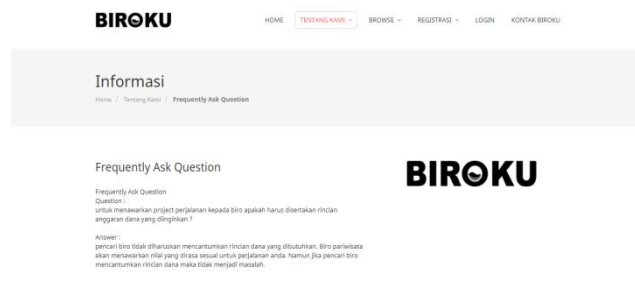 BIROKU
HOME TENTANG KAMI BROWSE REGISTRASI LOGIN KONTAK BIROKU
Informasi
Home / Tentang Kami / Frequently Ask Question
Frequently Ask Question
BIROKU
Frequently Ask Question
Question :
untuk menawarkan project perjalanan kepada biro apakah harus disertakan rincian
anggaran dana yang diinginkan ?
Answer :
pencari biro tidak diharuskan mencantumkan rincian dana yang dibutuhkan. Biro pariwisata
akan menawarkan nilai yang dirasa sesuai untuk perjalanan anda. Namun jika pencari biro
mencantumkan rincian dana maka tidak menjadi masalah.